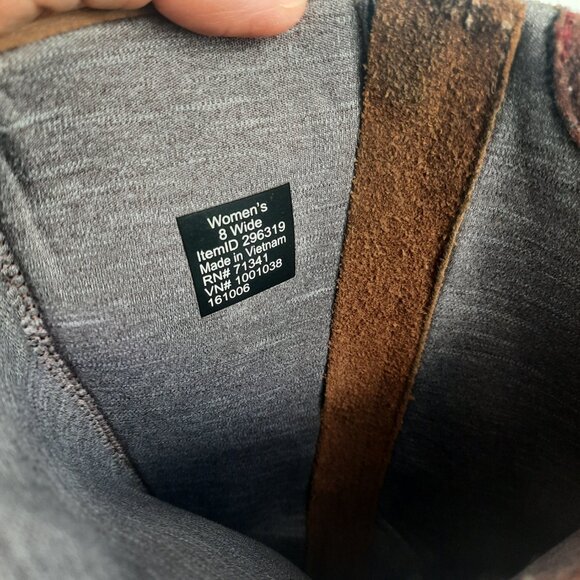 Women's
8 Wide
ItemID 296319
Made in Vietnam
RN# 71341
VN# 1001038
161006